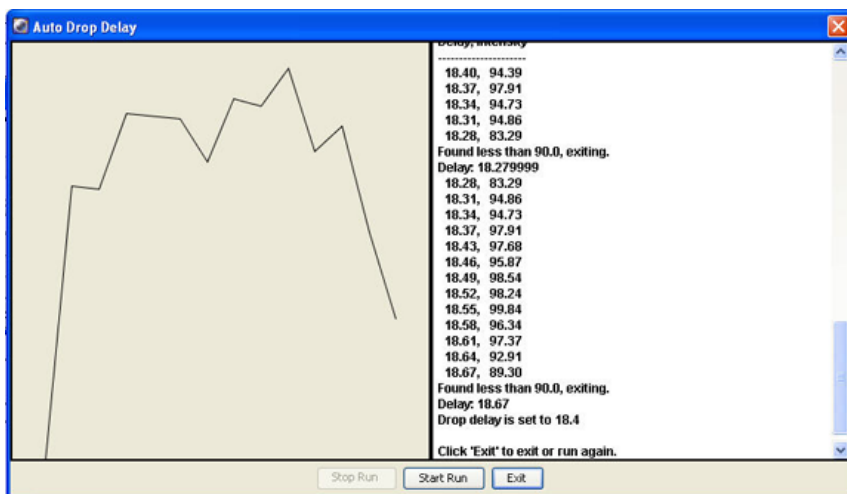 Auto Drop Delay
Delay, Intensity
---------------------
18.40, 94.39
18.37, 97.91
18.34, 94.73
18.31, 94.86
18.28, 83.29
Found less than 90.0, exiting.
Delay: 18.279999
18.28, 83.29
18.31, 94.86
18.34, 94.73
18.37, 97.91
18.43, 97.68
18.46, 95.87
18.49, 98.54
18.52, 98.24
18.55, 99.84
18.58, 96.34
18.61, 97.37
18.64, 92.91
18.67, 89.30
Found less than 90.0, exiting.
Delay: 18.67
Drop delay is set to 18.4
Click 'Exit' to exit or run again.
Stop Run
Start Run
Exit